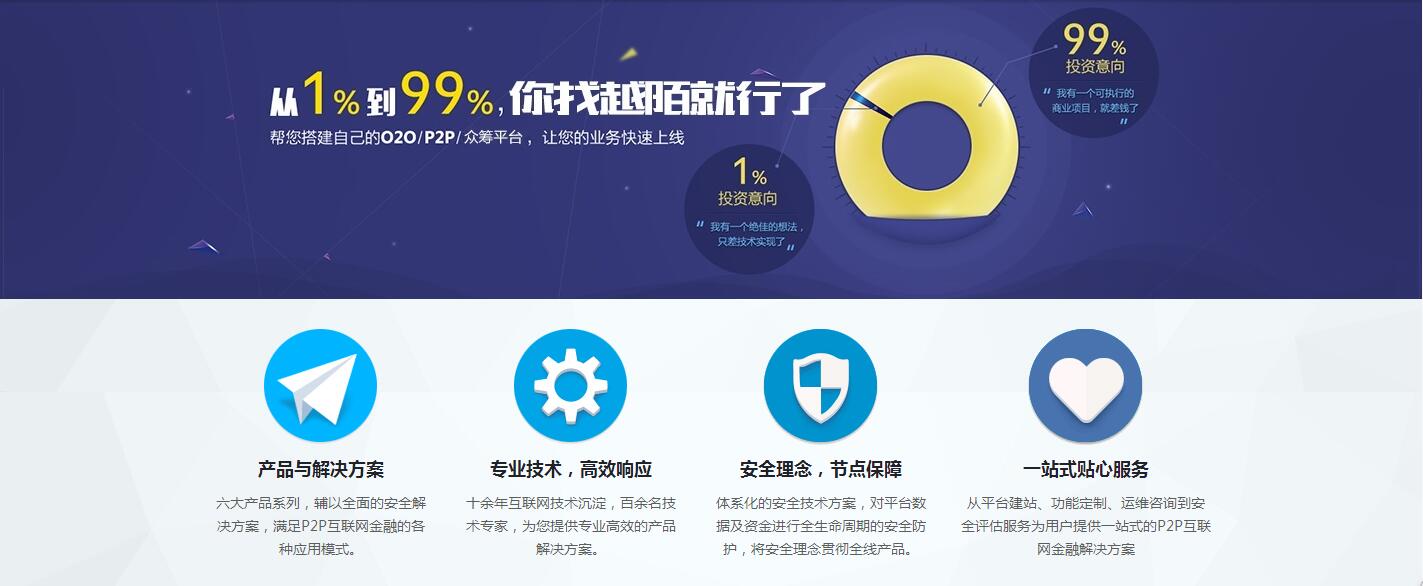 从1%到99%,你找越陌就行了
帮您搭建自己的O2O/P2P/众筹平台，让您的业务快速上线
99%
投资意向
“我有一个可执行的
商业项目，就差钱了”
1%
投资意向
“我有一个绝佳的想法，
只差技术实现了”
产品与解决方案
六大产品系列，辅以全面的安全解
决方案，满足P2P互联网金融的各
种应用模式。
专业技术，高效响应
十余年互联网技术沉淀，百余名技
术专家，为您提供专业高效的产品
解决方案。
安全理念，节点保障
体系化的安全技术方案，对平台数
据及资金进行全生命周期的安全防
护，将安全理念贯彻全线产品。
一站式贴心服务
从平台建站、功能定制、运维咨询到安
全评估服务为用户提供一站式的P2P互联
网金融解决方案